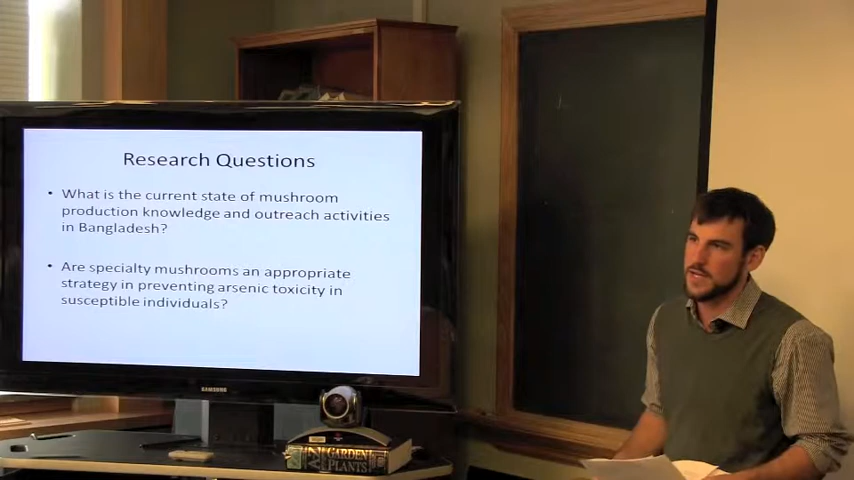 Research Questions
• What is the current state of mushroom
production knowledge and outreach activities
in Bangladesh?
• Are specialty mushrooms an appropriate
strategy in preventing arsenic toxicity in
susceptible individuals?
SAMSUNG
GARDEN
PLANTS